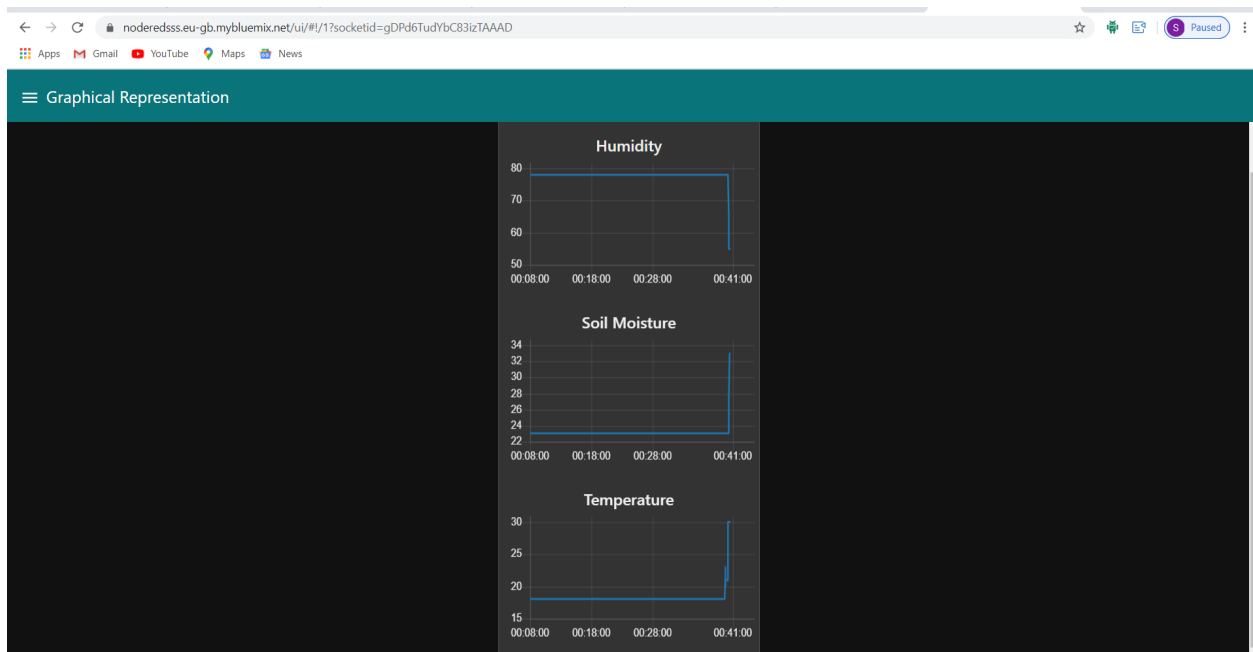 noderedsss.eu-gb.mybluemix.net/ui/#!/1?socketid=gDPd6TudYbC83izTAAAD
S Paused
Apps Gmail YouTube Maps News
Graphical Representation
Humidity
80
70
60
50
00:08:00 00:18:00 00:28:00 00:41:00
Soil Moisture
34
32
30
28
26
24
22
00:08:00 00:18:00 00:28:00 00:41:00
Temperature
30
25
20
15
00:08:00 00:18:00 00:28:00 00:41:00